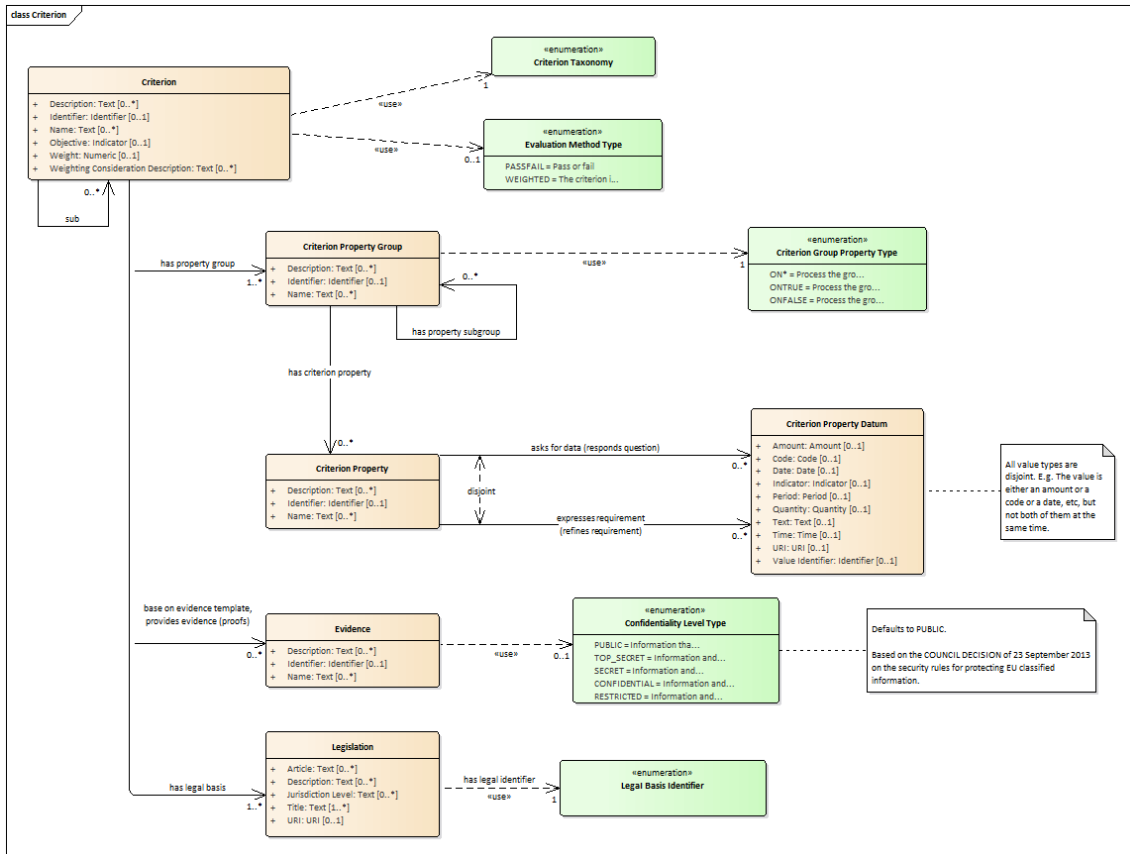 class Criterion
«enumeration»
Criterion Taxonomy
1
«use»
Criterion
+ Description: Text [0..*]
+ Identifier: Identifier [0..1]
+ Name: Text [0..*]
+ Objective: Indicator [0..1]
+ Weight: Numeric [0..1]
+ Weighting Consideration Description: Text [0..*]
0..*
sub
«enumeration»
Evaluation Method Type
PASSFAIL = Pass or fail
WEIGHTED = The criterion i...
«use»
0..1
has property group
1..*
Criterion Property Group
+ Description: Text [0..*]
+ Identifier: Identifier [0..1]
+ Name: Text [0..*]
0..*
has property subgroup
«use»
1
«enumeration»
Criterion Group Property Type
ON* = Process the gro...
ONTRUE = Process the gro...
ONFALSE = Process the gro...
has criterion property
0..*
Criterion Property
+ Description: Text [0..*]
+ Identifier: Identifier [0..1]
+ Name: Text [0..*]
asks for data (responds question)
0..*
disjoint
expresses requirement
(refines requirement)
0..*
Criterion Property Datum
+ Amount: Amount [0..1]
+ Code: Code [0..1]
+ Date: Date [0..1]
+ Indicator: Indicator [0..1]
+ Period: Period [0..1]
+ Quantity: Quantity [0..1]
+ Text: Text [0..1]
+ Time: Time [0..1]
+ URI: URI [0..1]
+ Value Identifier: Identifier [0..1]
All value types are
disjoint. E.g. The value is
either an amount or a
code or a date, etc, but
not both of them at the
same time.
base on evidence template,
provides evidence (proofs)
0..*
Evidence
+ Description: Text [0..*]
+ Identifier: Identifier [0..1]
+ Name: Text [0..*]
«use»
0..1
«enumeration»
Confidentiality Level Type
PUBLIC = Information tha...
TOP_SECRET = Information and...
SECRET = Information and...
CONFIDENTIAL = Information and...
RESTRICTED = Information and...
Defaults to PUBLIC.
Based on the COUNCIL DECISION of 23 September 2013
on the security rules for protecting EU classified
information.
has legal basis
1..*
Legislation
+ Article: Text [0..*]
+ Description: Text [0..*]
+ Jurisdiction Level: Text [0..*]
+ Title: Text [1..*]
+ URI: URI [0..1]
has legal identifier
«use»
1
«enumeration»
Legal Basis Identifier